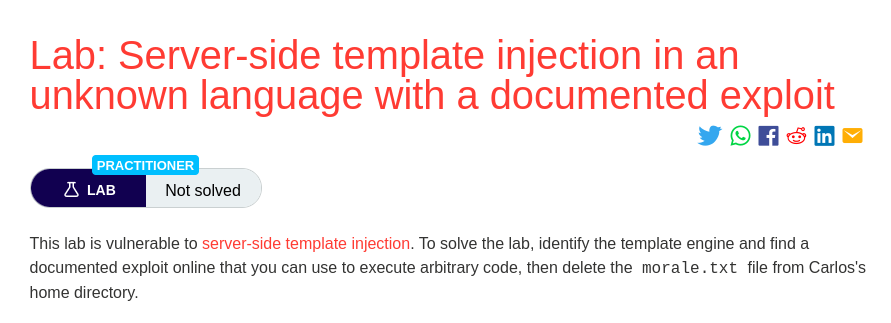 Lab: Server-side template injection in an
unknown language with a documented exploit
PRACTITIONER
LAB
Not solved
This lab is vulnerable to server-side template injection. To solve the lab, identify the template engine and find a
documented exploit online that you can use to execute arbitrary code, then delete the morale.txt file from Carlos's
home directory.